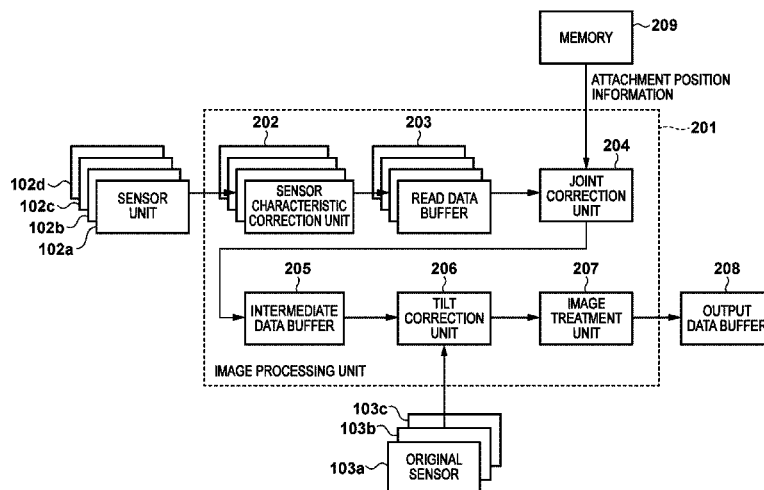 209
MEMORY
ATTACHMENT POSITION
INFORMATION
201
202
203
204
102d
102c
102b
102a
SENSOR
UNIT
SENSOR
CHARACTERISTIC
CORRECTION UNIT
READ DATA
BUFFER
JOINT
CORRECTION
UNIT
205
206
207
208
INTERMEDIATE
DATA BUFFER
TILT
CORRECTION
UNIT
IMAGE
TREATMENT
UNIT
OUTPUT
DATA BUFFER
IMAGE PROCESSING UNIT
103c
103b
103a
ORIGINAL
SENSOR